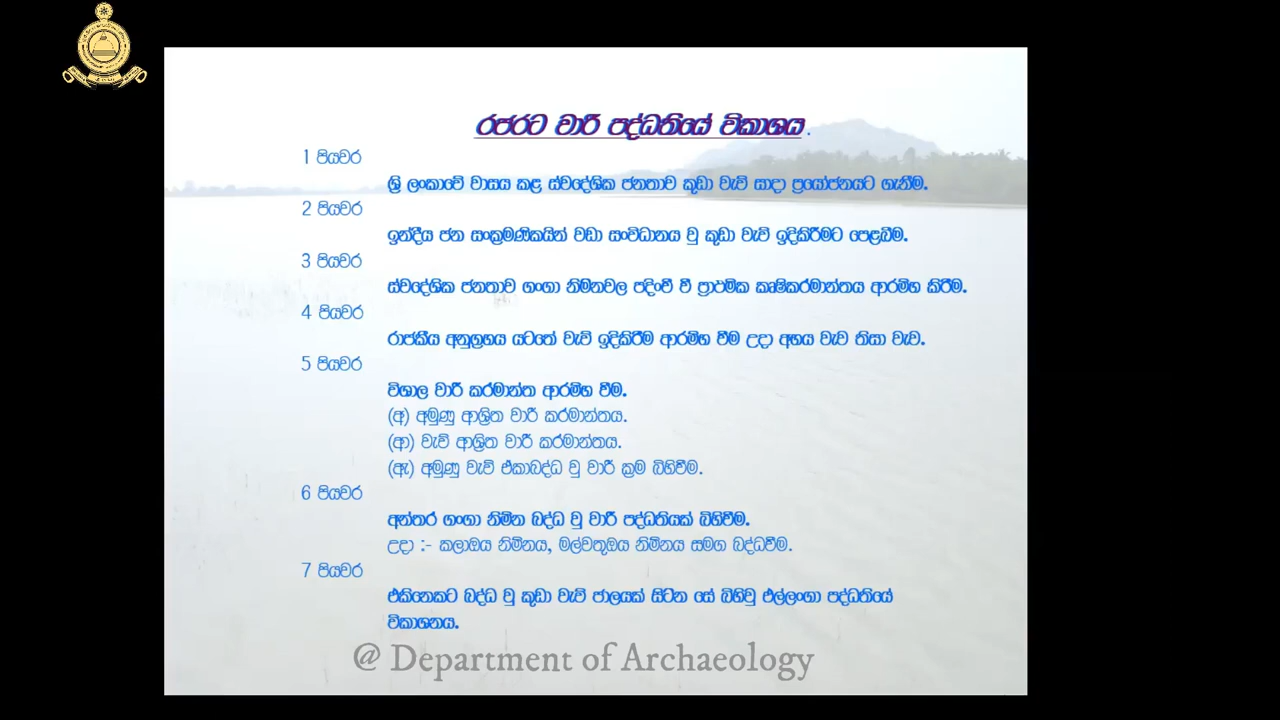 රජරට වාරි පද්ධතියේ විකාශය.
1 පියවර
ශ්‍රි ලංකාවේ වාසය කළ ස්වදේශික ජනතාව කුඩා වැව් සාදා ප්‍රයෝජනයට ගැනීම.
2 පියවර
ඉන්දීය ජන සංක්‍රමණිකයින් වඩා සංවිධානය වු කුඩා වැව් ඉදිකිරීමට පෙළඹීම.
3 පියවර
ස්වදේශික ජනතාව ගංගා නිම්නවල පදිංචි වී ප්‍රාථමික කෘෂිකර්මාන්තය ආරම්භ කිරීම.
4 පියවර
රාජකීය අනුග්‍රහය යටතේ වැව් ඉදිකිරීම ආරම්භ වීම උදා අභය වැව තිසා වැව.
5 පියවර
විශාල වාරි කර්මාන්ත ආරම්භ වීම.
(අ) අමුණු ආශ්‍රිත වාරි කර්මාන්තය.
(ආ) වැව් ආශ්‍රිත වාරි කර්මාන්තය.
(ඇ) අමුණු වැව් ඒකාබද්ධ වු වාරි ක්‍රම බිහිවීම.
6 පියවර
අන්තර් ගංගා නිම්න බද්ධ වු වාරි පද්ධතියක් බිහිවීම.
උදා :- කලාඔය නිම්නය, මල්වතුඔය නිම්නය සමග බද්ධවීම.
7 පියවර
එකිනෙකට බද්ධ වු කුඩා වැව් ජාලයක් සිටින සේ බිහිවු එල්ලංගා පද්ධතියේ
විකාශනය.
@ Department of Archaeology